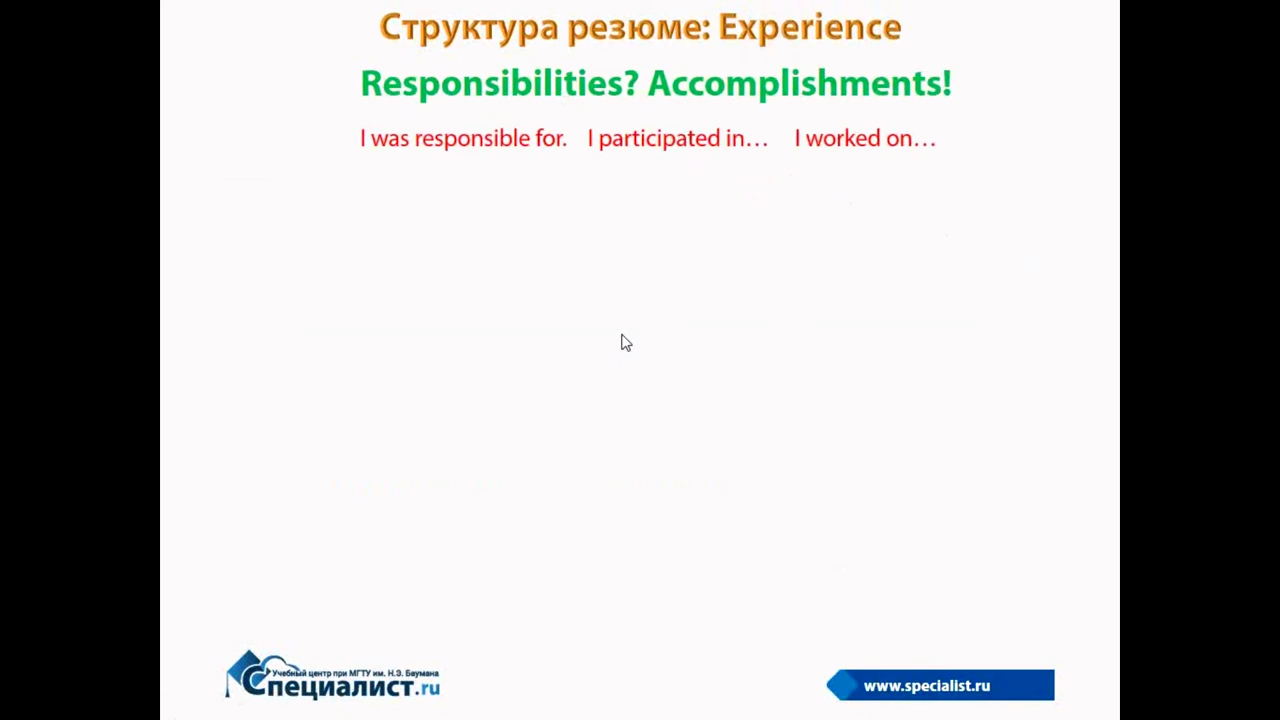 Структура резюме: Experience
Responsibilities? Accomplishments!
I was responsible for. I participated in… I worked on…
Учебный центр при МГТУ им. Н.Э. Баумана
Специалист.ru
www.specialist.ru